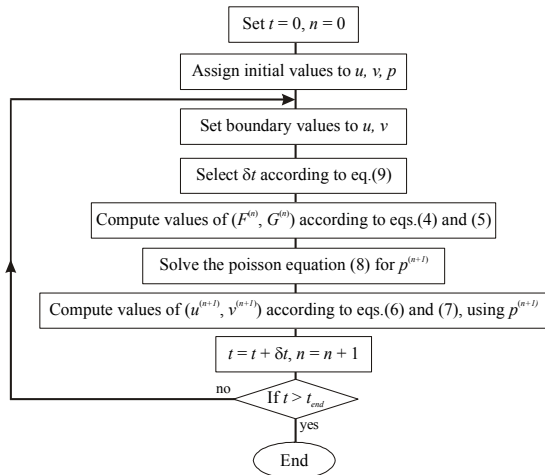 Set t = 0, n = 0
Assign initial values to u, v, p
Set boundary values to u, v
Select δt according to eq.(9)
Compute values of (F⁽ⁿ⁾, G⁽ⁿ⁾) according to eqs.(4) and (5)
Solve the poisson equation (8) for p⁽ⁿ⁺¹⁾
Compute values of (u⁽ⁿ⁺¹⁾, v⁽ⁿ⁺¹⁾) according to eqs.(6) and (7), using p⁽ⁿ⁺¹⁾
t = t + δt, n = n + 1
no
If t > t_end
yes
End